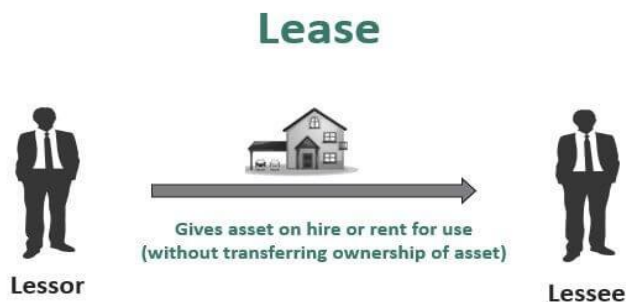 Lease
Gives asset on hire or rent for use
(without transferring ownership of asset)
Lessor
Lessee